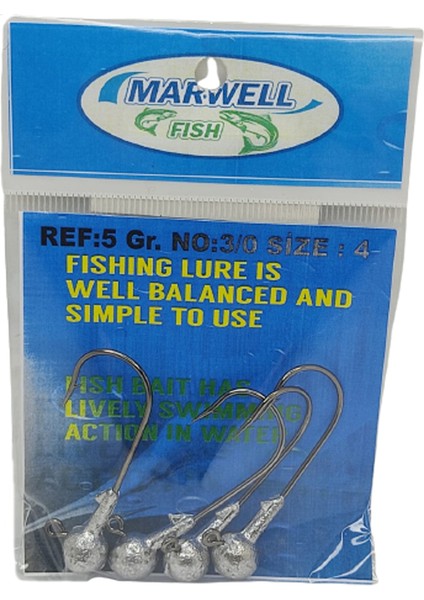 MARWELL
FISH
REF:5 Gr. NO:3/0 SİZE : 4
FISHING LURE IS
WELL BALANCED AND
SIMPLE TO USE
FISH BAIT HAS
LIVELY SWIMMING
ACTION IN WATER